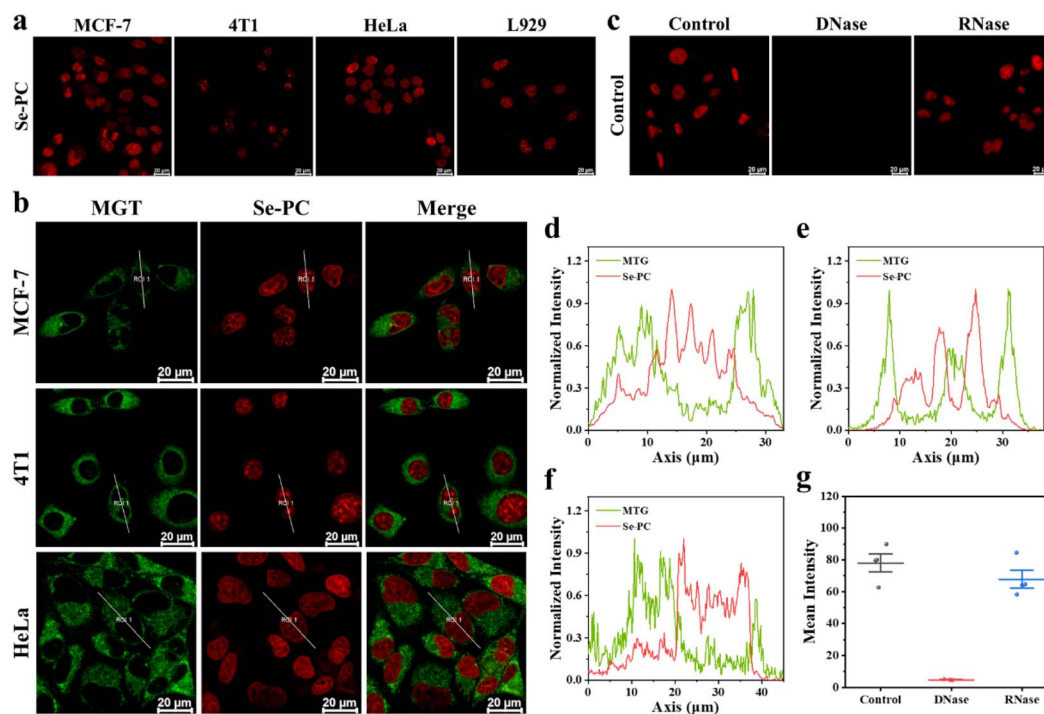 a
MCF-7 4T1 HeLa L929
Se-PC
20 μm 20 μm 20 μm 20 μm
c
Control DNase RNase
Control
20 μm 20 μm 20 μm
b
MGT Se-PC Merge
MCF-7
ROI 1 ROI 1 ROI 1
20 μm 20 μm 20 μm
4T1
ROI 1 ROI 1 ROI 1
20 μm 20 μm 20 μm
HeLa
ROI 1 ROI 1 ROI 1
20 μm 20 μm 20 μm
d
Normalized Intensity
1.2
0.9
0.6
0.3
0.0
MTG
Se-PC
0 10 20 30
Axis (μm)
e
Normalized Intensity
1.2
0.9
0.6
0.3
0.0
MTG
Se-PC
0 10 20 30
Axis (μm)
f
Normalized Intensity
1.2
0.9
0.6
0.3
0.0
MTG
Se-PC
0 10 20 30 40
Axis (μm)
g
Mean Intensity
120
100
80
60
40
20
0
Control DNase RNase